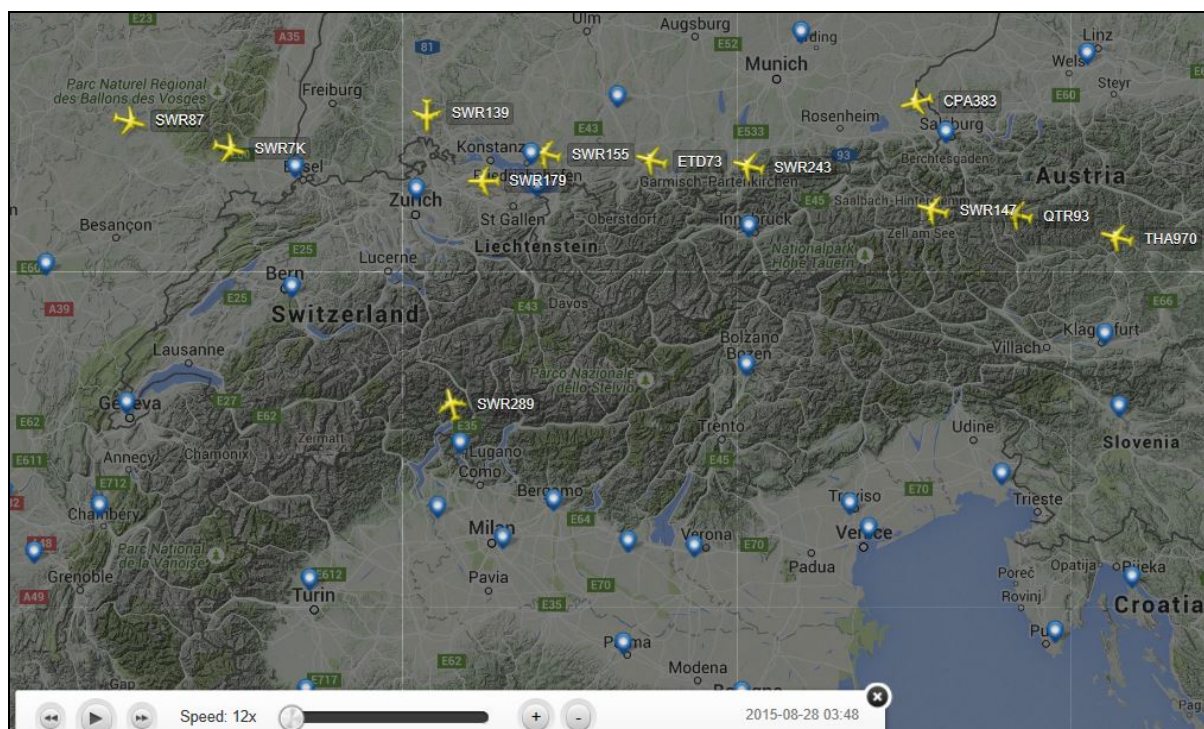 E23
A35
81
Ulm
Augsburg
E52
Munich
Linz
Wels
Steyr
E60
Parc Naturel Régional
des Ballons des Vosges
Freiburg
SWR87
SWR7K
SWR139
Konstanz
E43
SWR155
ETD73
E533
SWR243
Rosenheim
93
CPA383
Salzburg
Berchtesgaden
Austria
Basel
Zurich
SWR179
St Gallen
Garmisch-Partenkirchen
Oberstdorf
E45
Saalbach-Hinterglemm
SWR147
QTR93
THA970
Zell am See
Besançon
E60
A39
E25
Lucerne
Liechtenstein
Innsbruck
Nationalpark
Hohe Tauern
Bern
E25
Switzerland
E43
Davos
E66
Klagenfurt
Villach
Lausanne
Bolzano
Bozen
Parco Nazionale
dello Stelvio
Geneva
E27
E62
E62
SWR289
E35
Trento
Udine
Slovenia
E611
Annecy
Chamonix
Zermatt
Lugano
Como
E45
E712
Chambéry
Bergamo
E70
Treviso
Trieste
A48
Parc National
de la Vanoise
Milan
E64
Verona
E70
Venice
Padua
Grenoble
A49
E612
Turin
Pavia
E70
E35
Poreč
Opatija
Rijeka
Rovinj
Croatia
Parma
Modena
E62
E717
Gap
Pag
Speed: 12x
+
-
2015-08-28 03:48